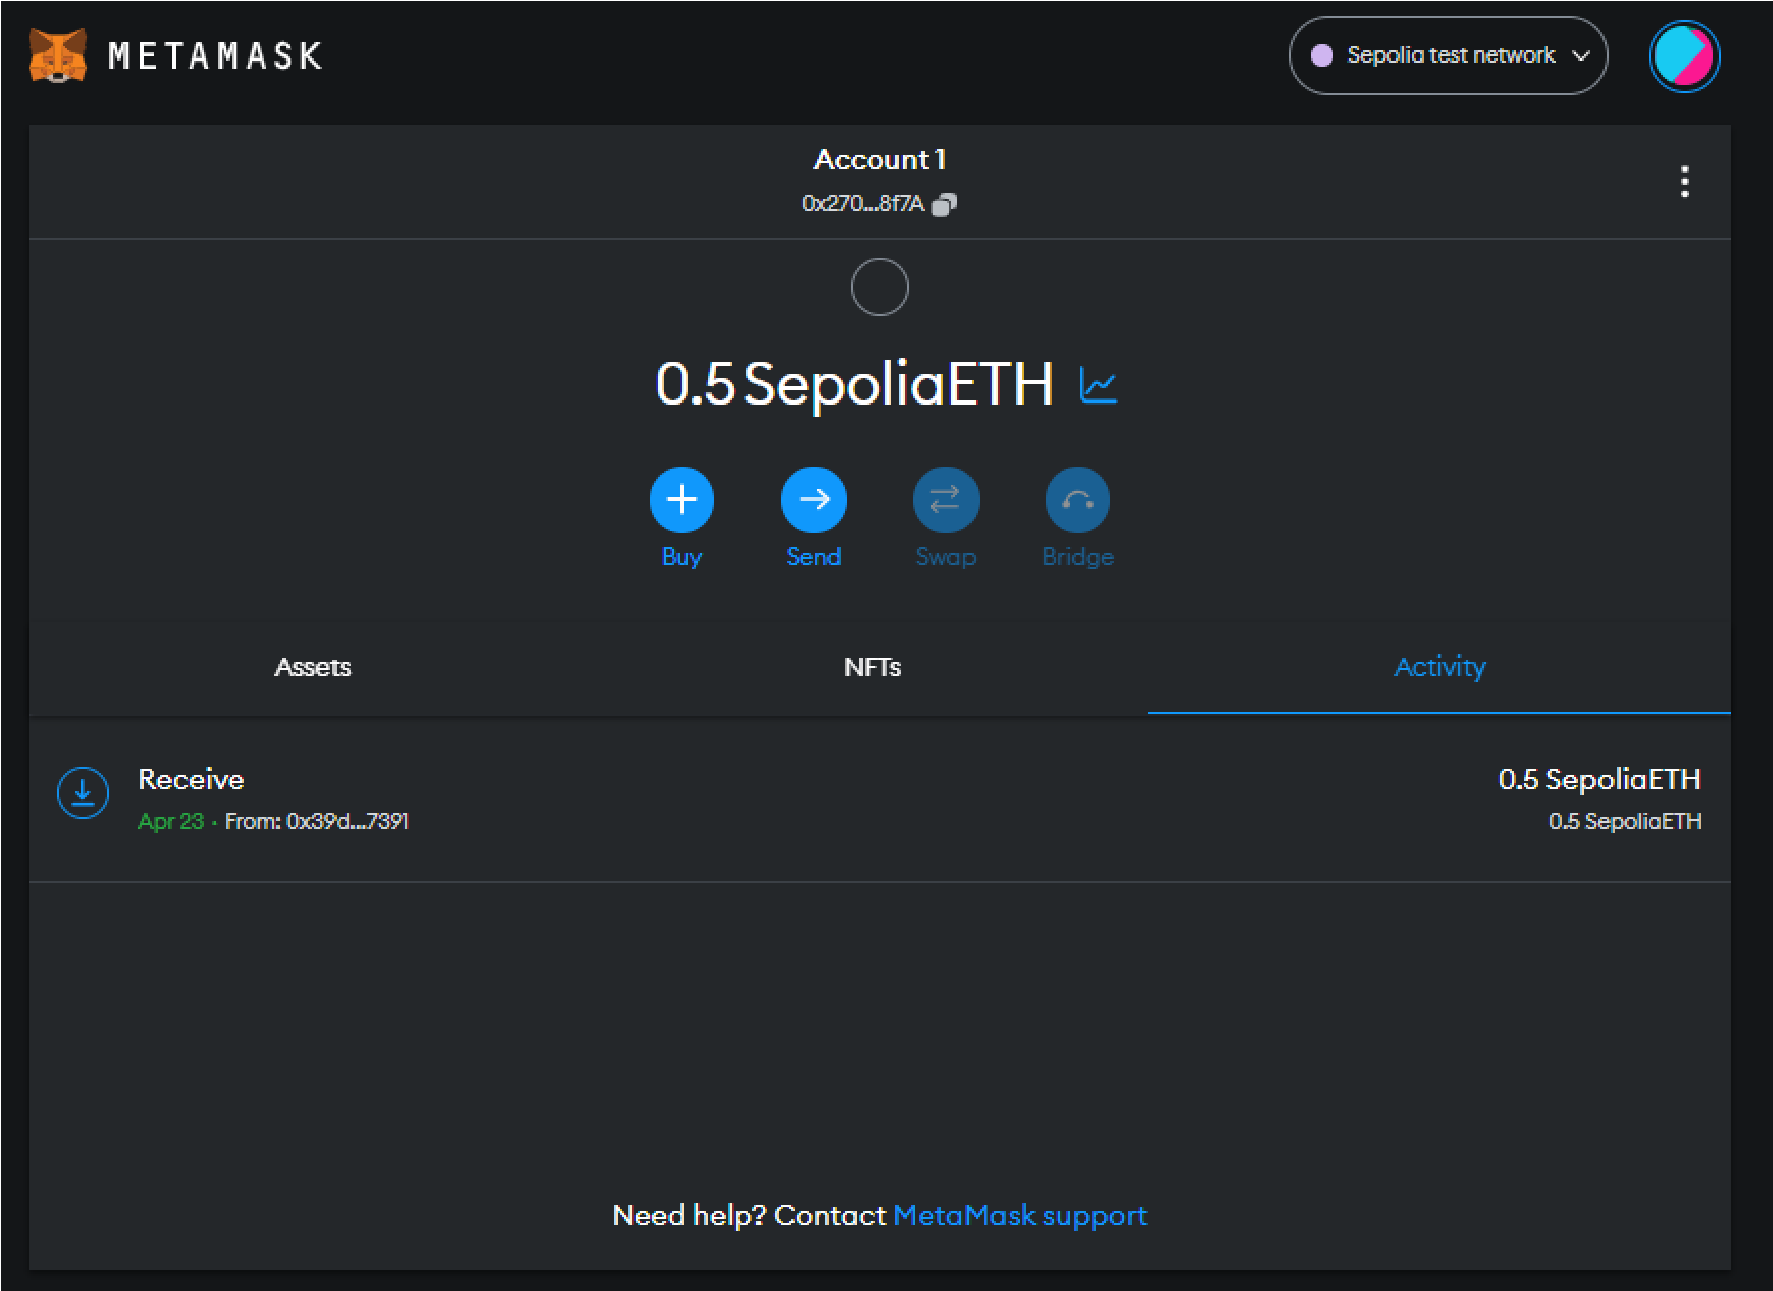 METAMASK
Sepolia test network
Account 1
0x270...8f7A
0.5 SepoliaETH
Buy
Send
Swap
Bridge
Assets
NFTs
Activity
Receive
0.5 SepoliaETH
Apr 23 · From: 0x39d...7391
0.5 SepoliaETH
Need help? Contact MetaMask support